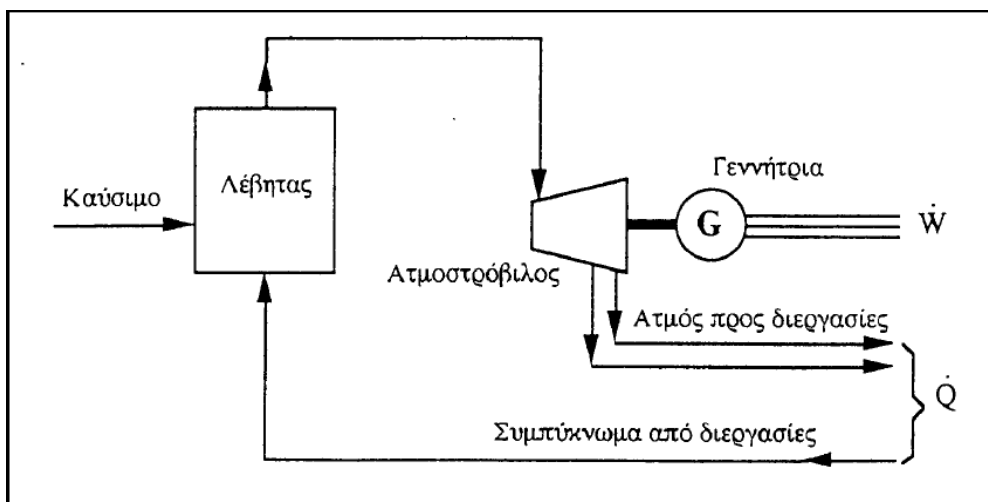 Γεννήτρια
Λέβητας
Καύσιμο
G
Ẇ
Ατμοστρόβιλος
Ατμός προς διεργασίες
Q̇
Συμπύκνωμα από διεργασίες